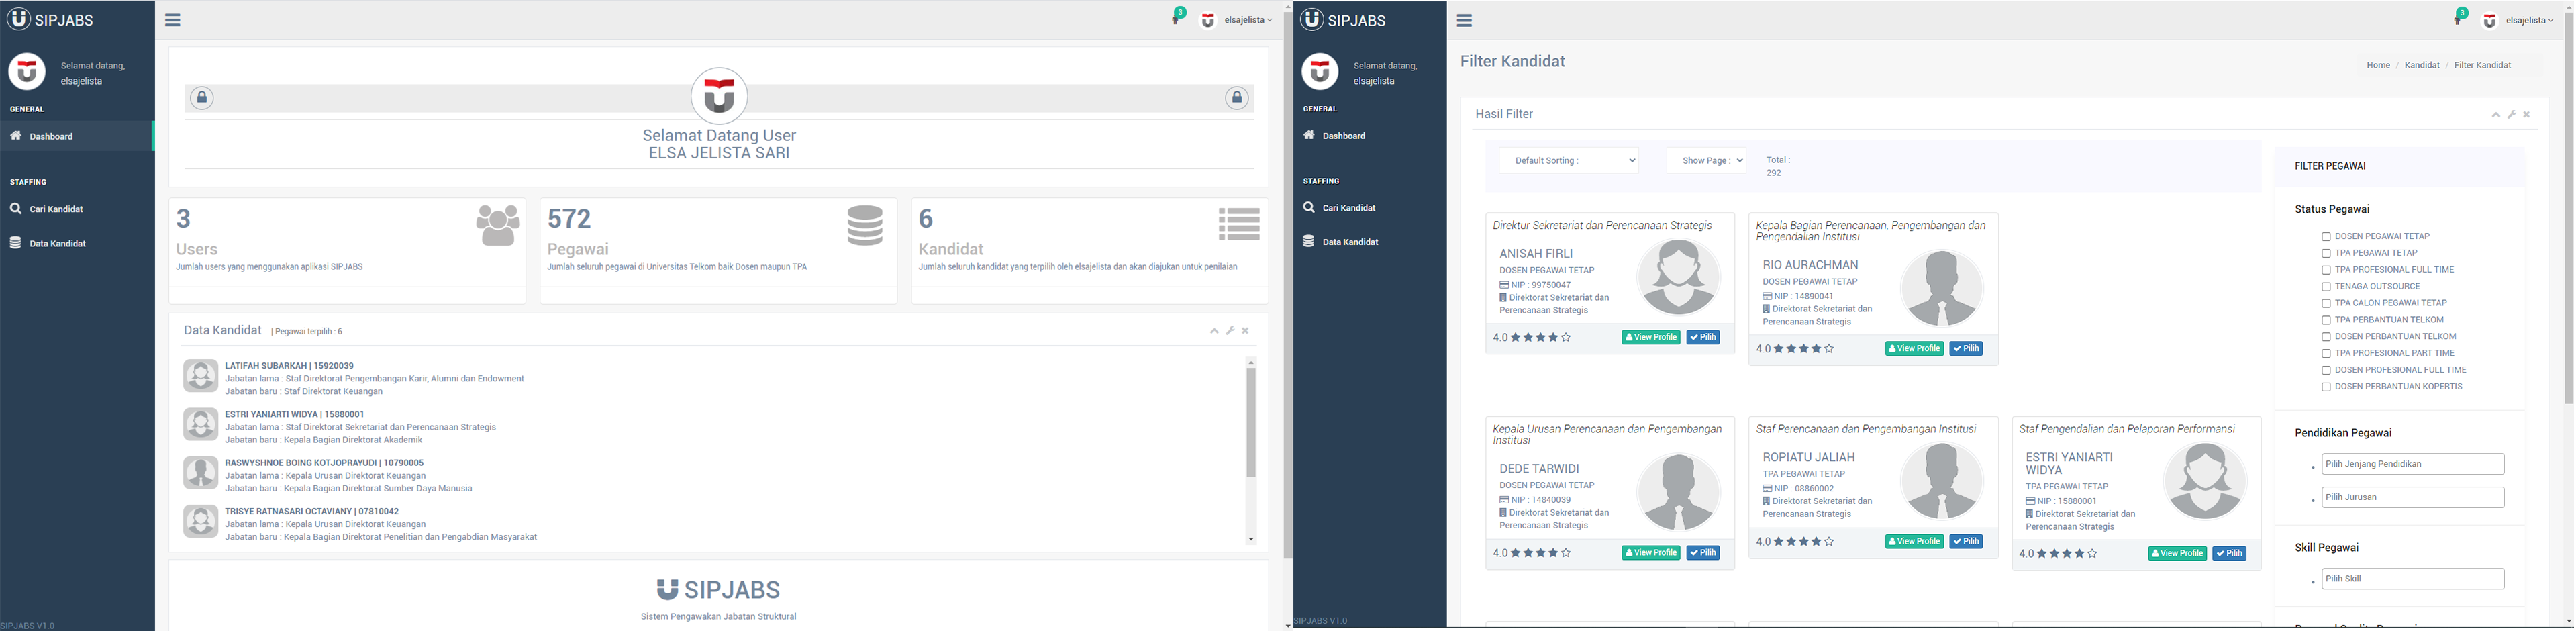 SIPJABS
3
elsajelista
Selamat datang,
elsajelista
GENERAL
Dashboard
STAFFING
Cari Kandidat
Data Kandidat
SIPJABS V1.0
Selamat Datang User
ELSA JELISTA SARI
3
Users
Jumlah users yang menggunakan aplikasi SIPJABS
572
Pegawai
Jumlah seluruh pegawai di Universitas Telkom baik Dosen maupun TPA
6
Kandidat
Jumlah seluruh kandidat yang terpilih oleh elsajelista dan akan diajukan untuk penilaian
Data Kandidat | Pegawai terpilih : 6
LATIFAH SUBARKAH | 15920039
Jabatan lama : Staf Direktorat Pengembangan Karir, Alumni dan Endowment
Jabatan baru : Staf Direktorat Keuangan
ESTRI YANIARTI WIDYA | 15880001
Jabatan lama : Staf Direktorat Sekretariat dan Perencanaan Strategis
Jabatan baru : Kepala Bagian Direktorat Akademik
RASWYSHNOE BOING KOTJOPRAYUDI | 10790005
Jabatan lama : Kepala Urusan Direktorat Keuangan
Jabatan baru : Kepala Bagian Direktorat Sumber Daya Manusia
TRISYE RATNASARI OCTAVIANY | 07810042
Jabatan lama : Kepala Urusan Direktorat Keuangan
Jabatan baru : Kepala Bagian Direktorat Penelitian dan Pengabdian Masyarakat
SIPJABS
Sistem Pengawakan Jabatan Struktural
SIPJABS
3
elsajelista
Selamat datang,
elsajelista
GENERAL
Dashboard
STAFFING
Cari Kandidat
Data Kandidat
SIPJABS V1.0
Filter Kandidat
Home / Kandidat / Filter Kandidat
Hasil Filter
Default Sorting :
Show Page :
Total :
292
Direktur Sekretariat dan Perencanaan Strategis
ANISAH FIRLI
DOSEN PEGAWAI TETAP
NIP : 99750047
Direktorat Sekretariat dan
Perencanaan Strategis
4.0
View Profile
Pilih
Kepala Bagian Perencanaan, Pengembangan dan
Pengendalian Institusi
RIO AURACHMAN
DOSEN PEGAWAI TETAP
NIP : 14890041
Direktorat Sekretariat dan
Perencanaan Strategis
4.0
View Profile
Pilih
Kepala Urusan Perencanaan dan Pengembangan
Institusi
DEDE TARWIDI
DOSEN PEGAWAI TETAP
NIP : 14840039
Direktorat Sekretariat dan
Perencanaan Strategis
4.0
View Profile
Pilih
Staf Perencanaan dan Pengembangan Institusi
ROPIATU JALIAH
TPA PEGAWAI TETAP
NIP : 08860002
Direktorat Sekretariat dan
Perencanaan Strategis
4.0
View Profile
Pilih
Staf Pengendalian dan Pelaporan Performansi
ESTRI YANIARTI
WIDYA
TPA PEGAWAI TETAP
NIP : 15880001
Direktorat Sekretariat dan
Perencanaan Strategis
4.0
View Profile
Pilih
FILTER PEGAWAI
Status Pegawai
DOSEN PEGAWAI TETAP
TPA PEGAWAI TETAP
TPA PROFESIONAL FULL TIME
TENAGA OUTSOURCE
TPA CALON PEGAWAI TETAP
TPA PERBANTUAN TELKOM
DOSEN PERBANTUAN TELKOM
TPA PROFESIONAL PART TIME
DOSEN PROFESIONAL FULL TIME
DOSEN PERBANTUAN KOPERTIS
Pendidikan Pegawai
Pilih Jenjang Pendidikan
Pilih Jurusan
Skill Pegawai
Pilih Skill